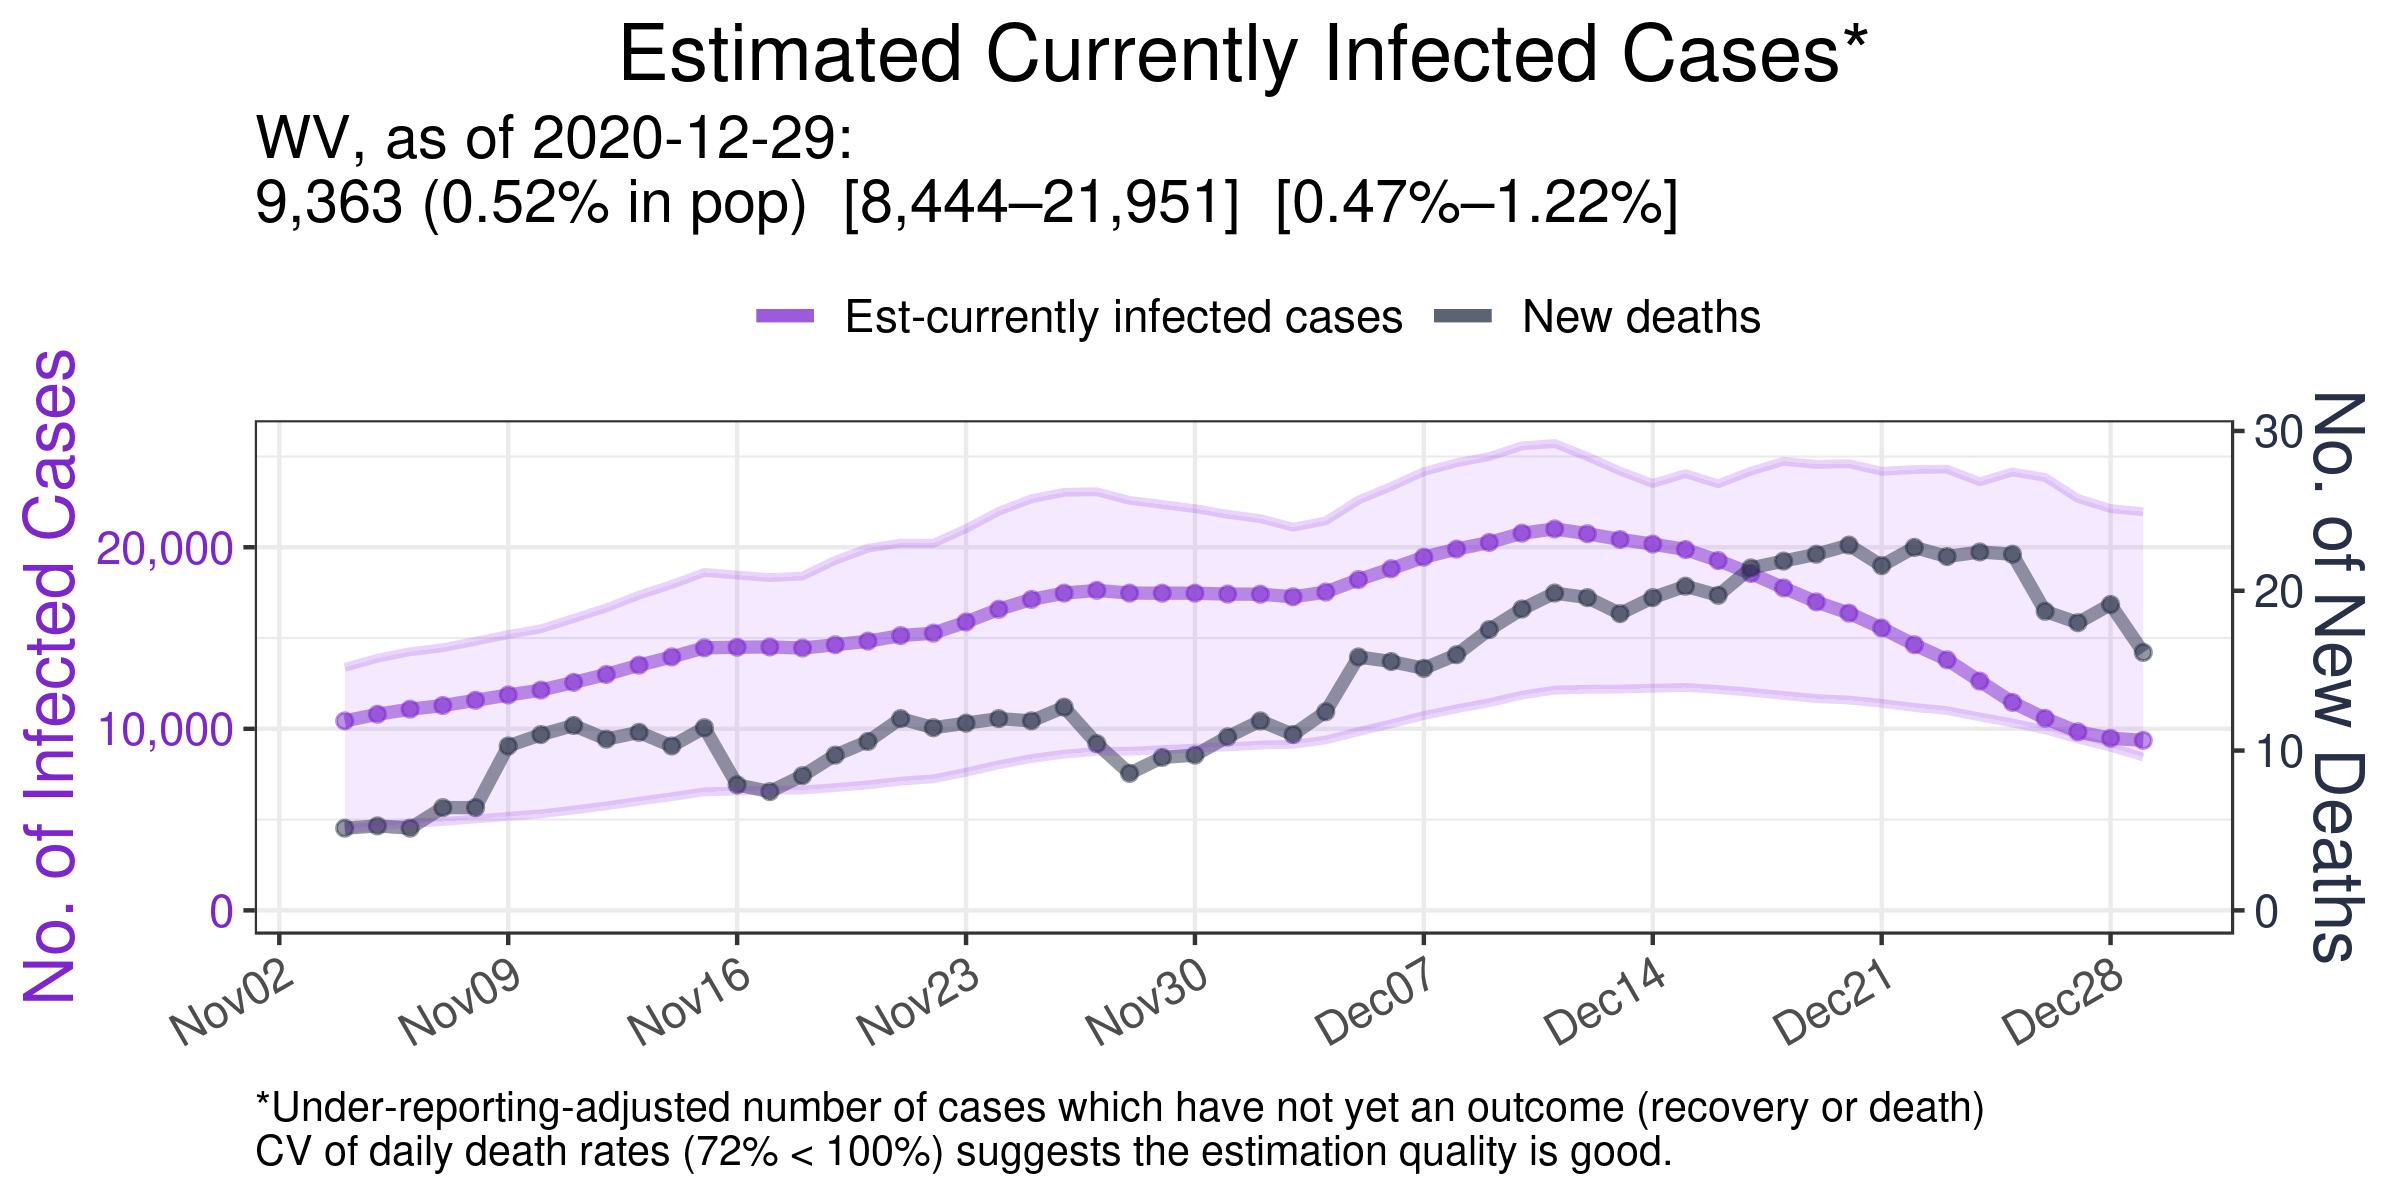 Estimated Currently Infected Cases*
WV, as of 2020-12-29:
9,363 (0.52% in pop)  [8,444–21,951]  [0.47%–1.22%]
Est-currently infected cases
New deaths
No. of Infected Cases
20,000
10,000
0
30
20
10
0
No. of New Deaths
Nov02
Nov09
Nov16
Nov23
Nov30
Dec07
Dec14
Dec21
Dec28
*Under-reporting-adjusted number of cases which have not yet an outcome (recovery or death)
CV of daily death rates (72% < 100%) suggests the estimation quality is good.